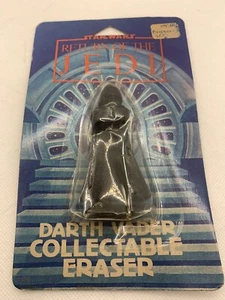 STAR WARS
RETURN OF THE
JEDI
DARTH VADER
COLLECTABLE
ERASER